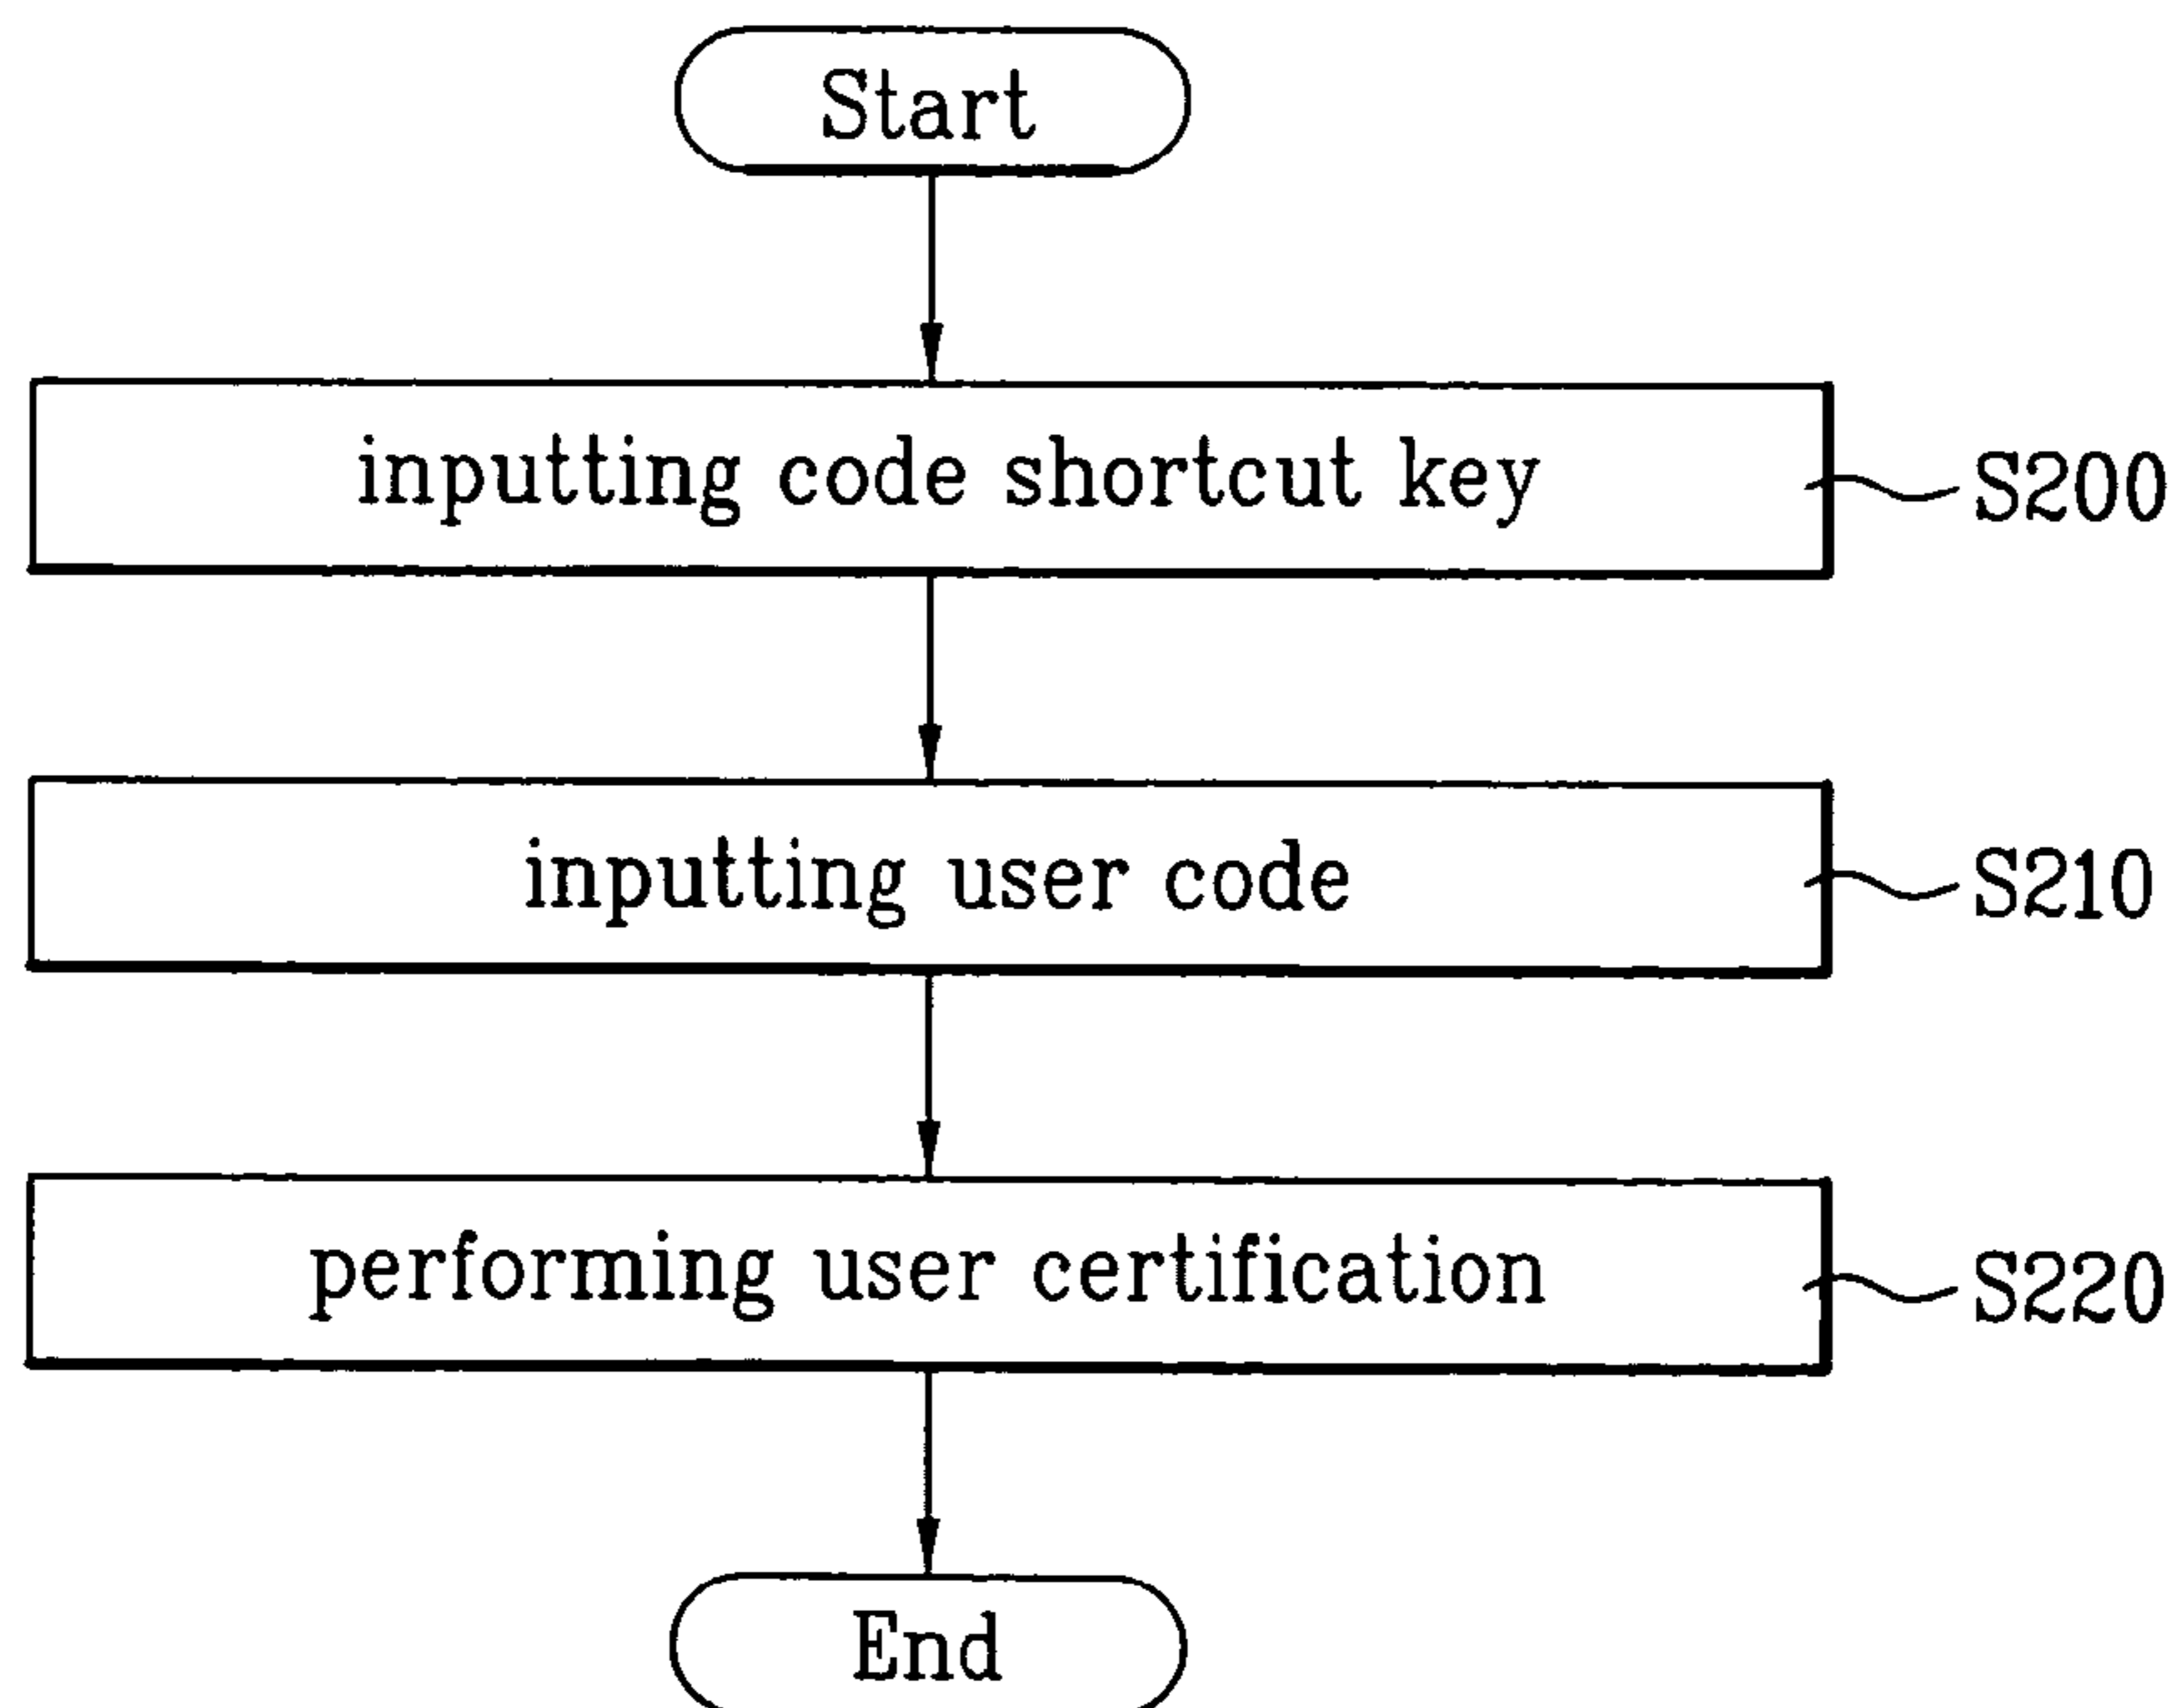 Start
inputting code shortcut key
S200
inputting user code
S210
performing user certification
S220
End